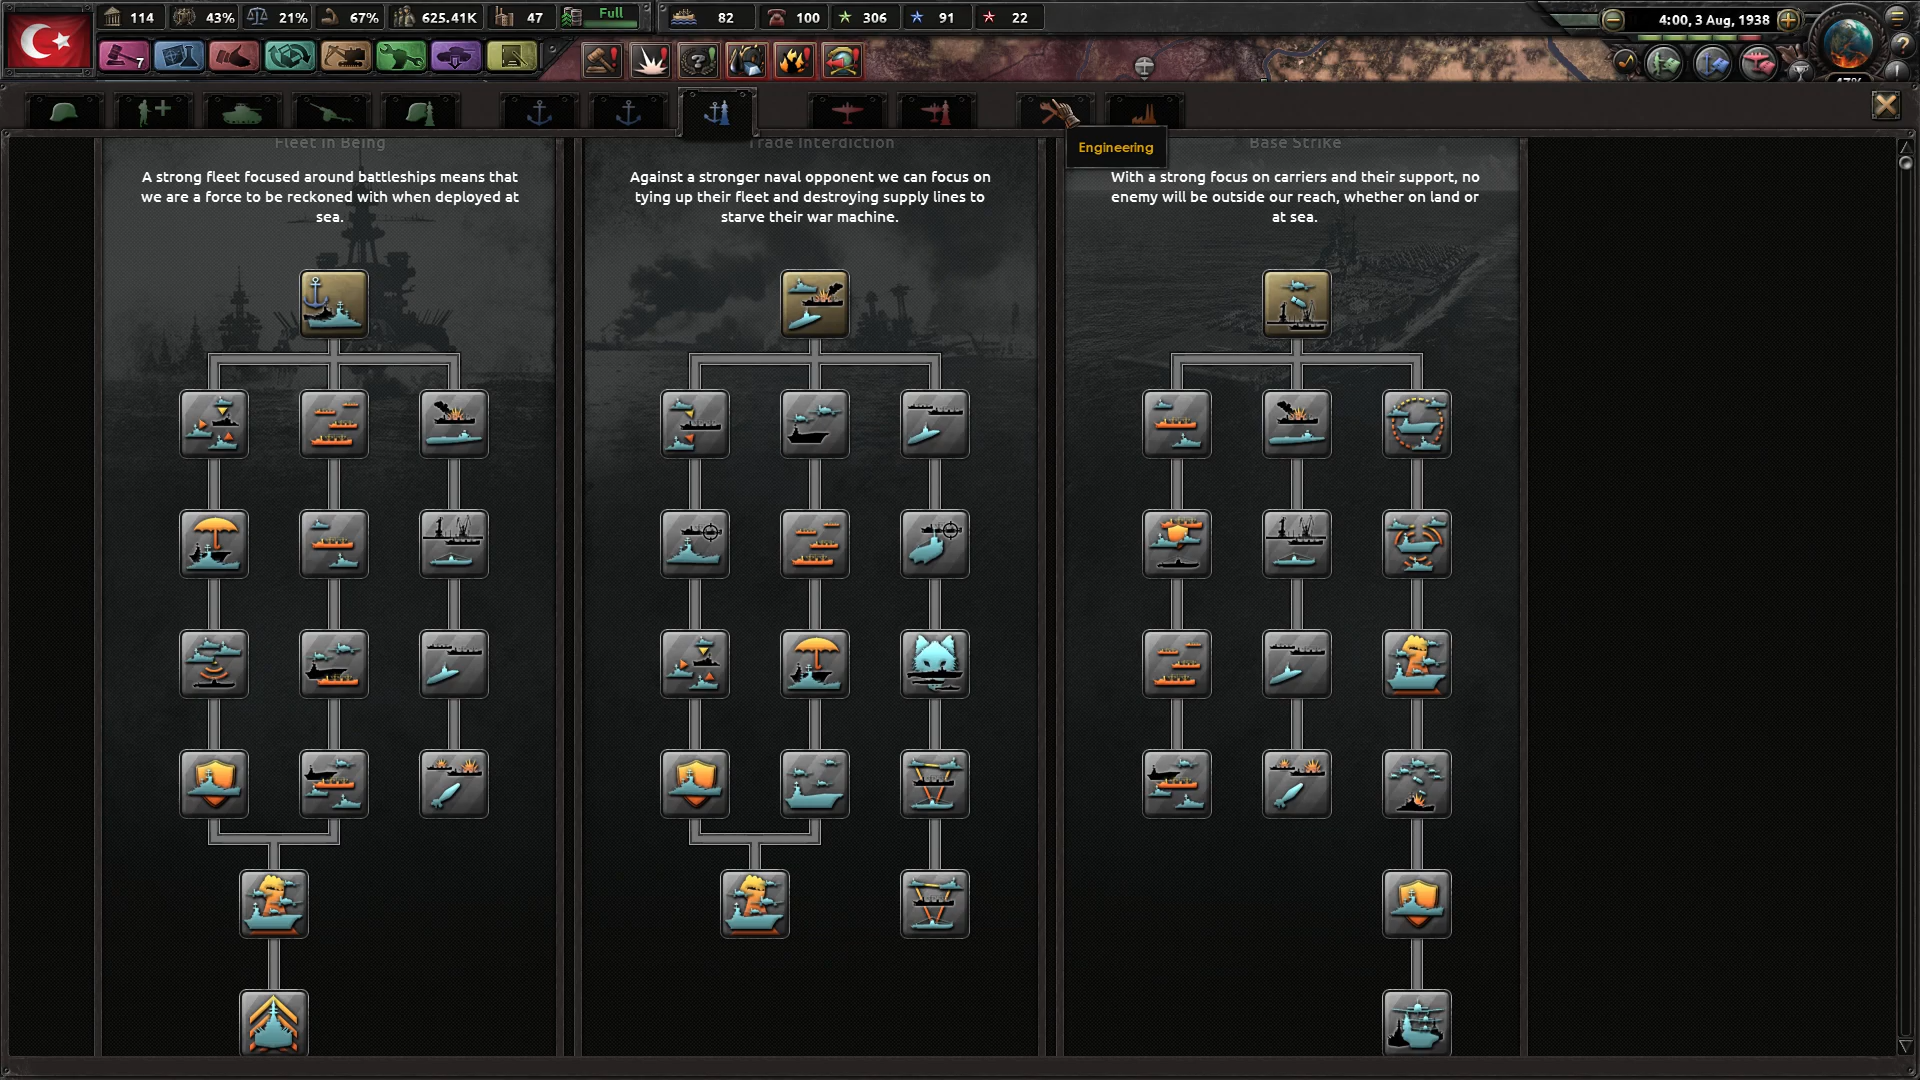 114
43%
21%
67%
625.41K
47
Full
82
100
306
91
22
4:00, 3 Aug, 1938
7
47%
Engineering
Fleet In Being
A strong fleet focused around battleships means that
we are a force to be reckoned with when deployed at
sea.
Trade Interdiction
Against a stronger naval opponent we can focus on
tying up their fleet and destroying supply lines to
starve their war machine.
Base Strike
With a strong focus on carriers and their support, no
enemy will be outside our reach, whether on land or
at sea.